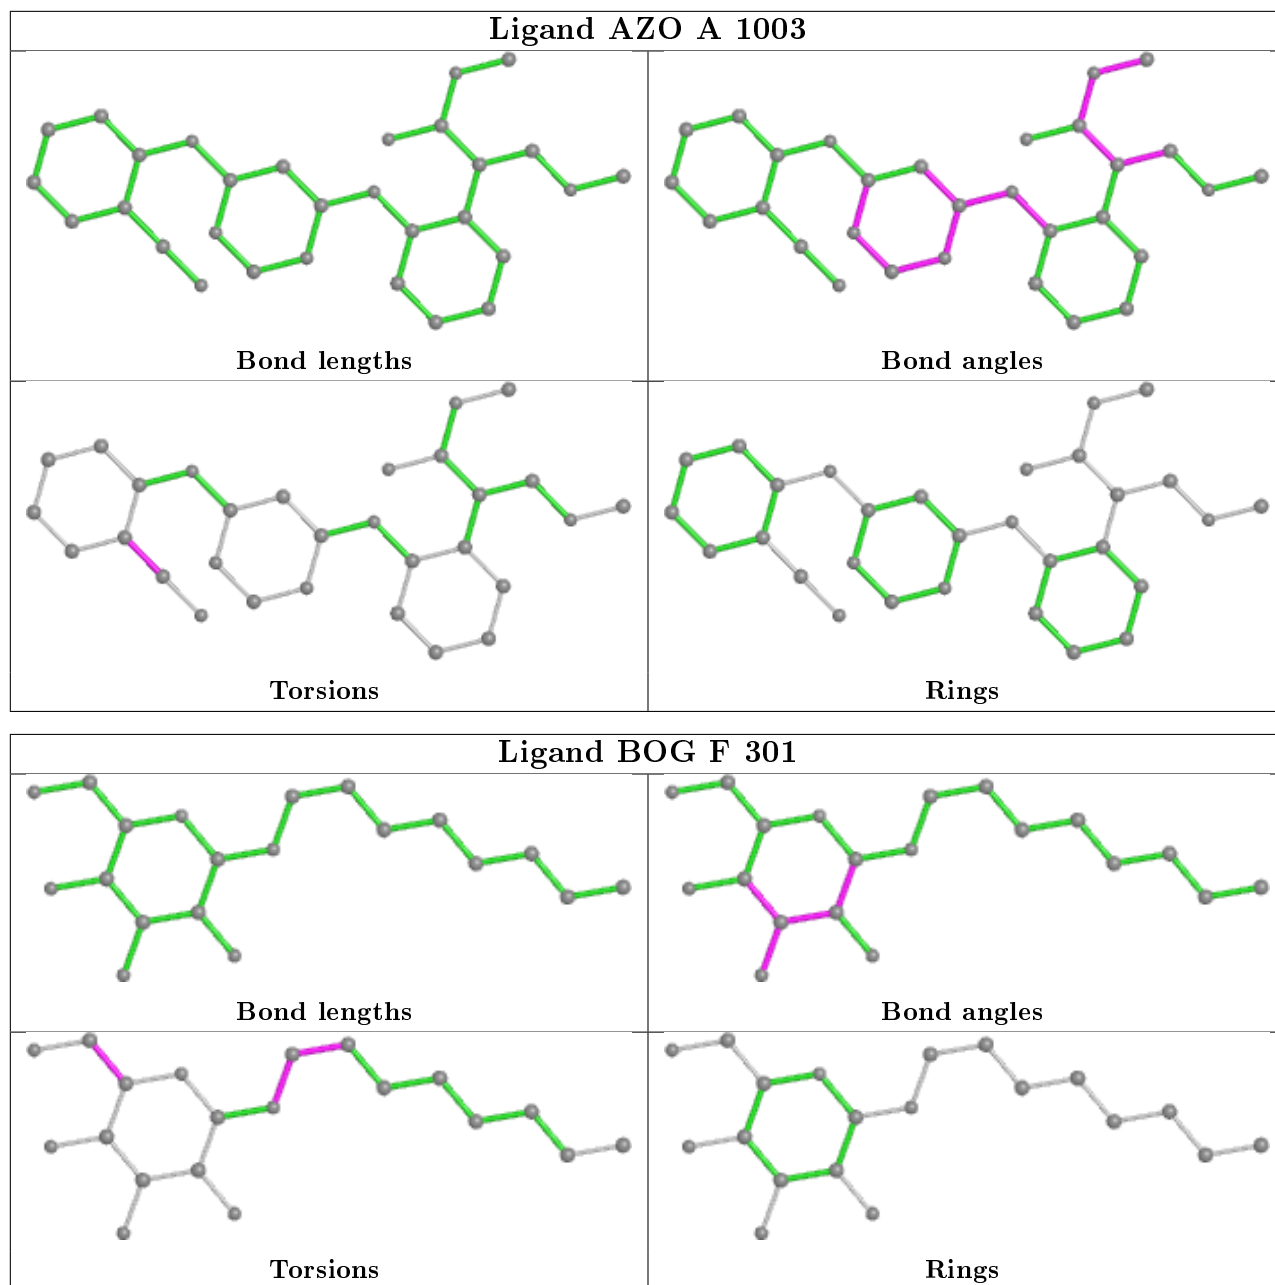 Ligand AZO A 1003
Bond lengths
Bond angles
Torsions
Rings
Ligand BOG F 301
Bond lengths
Bond angles
Torsions
Rings